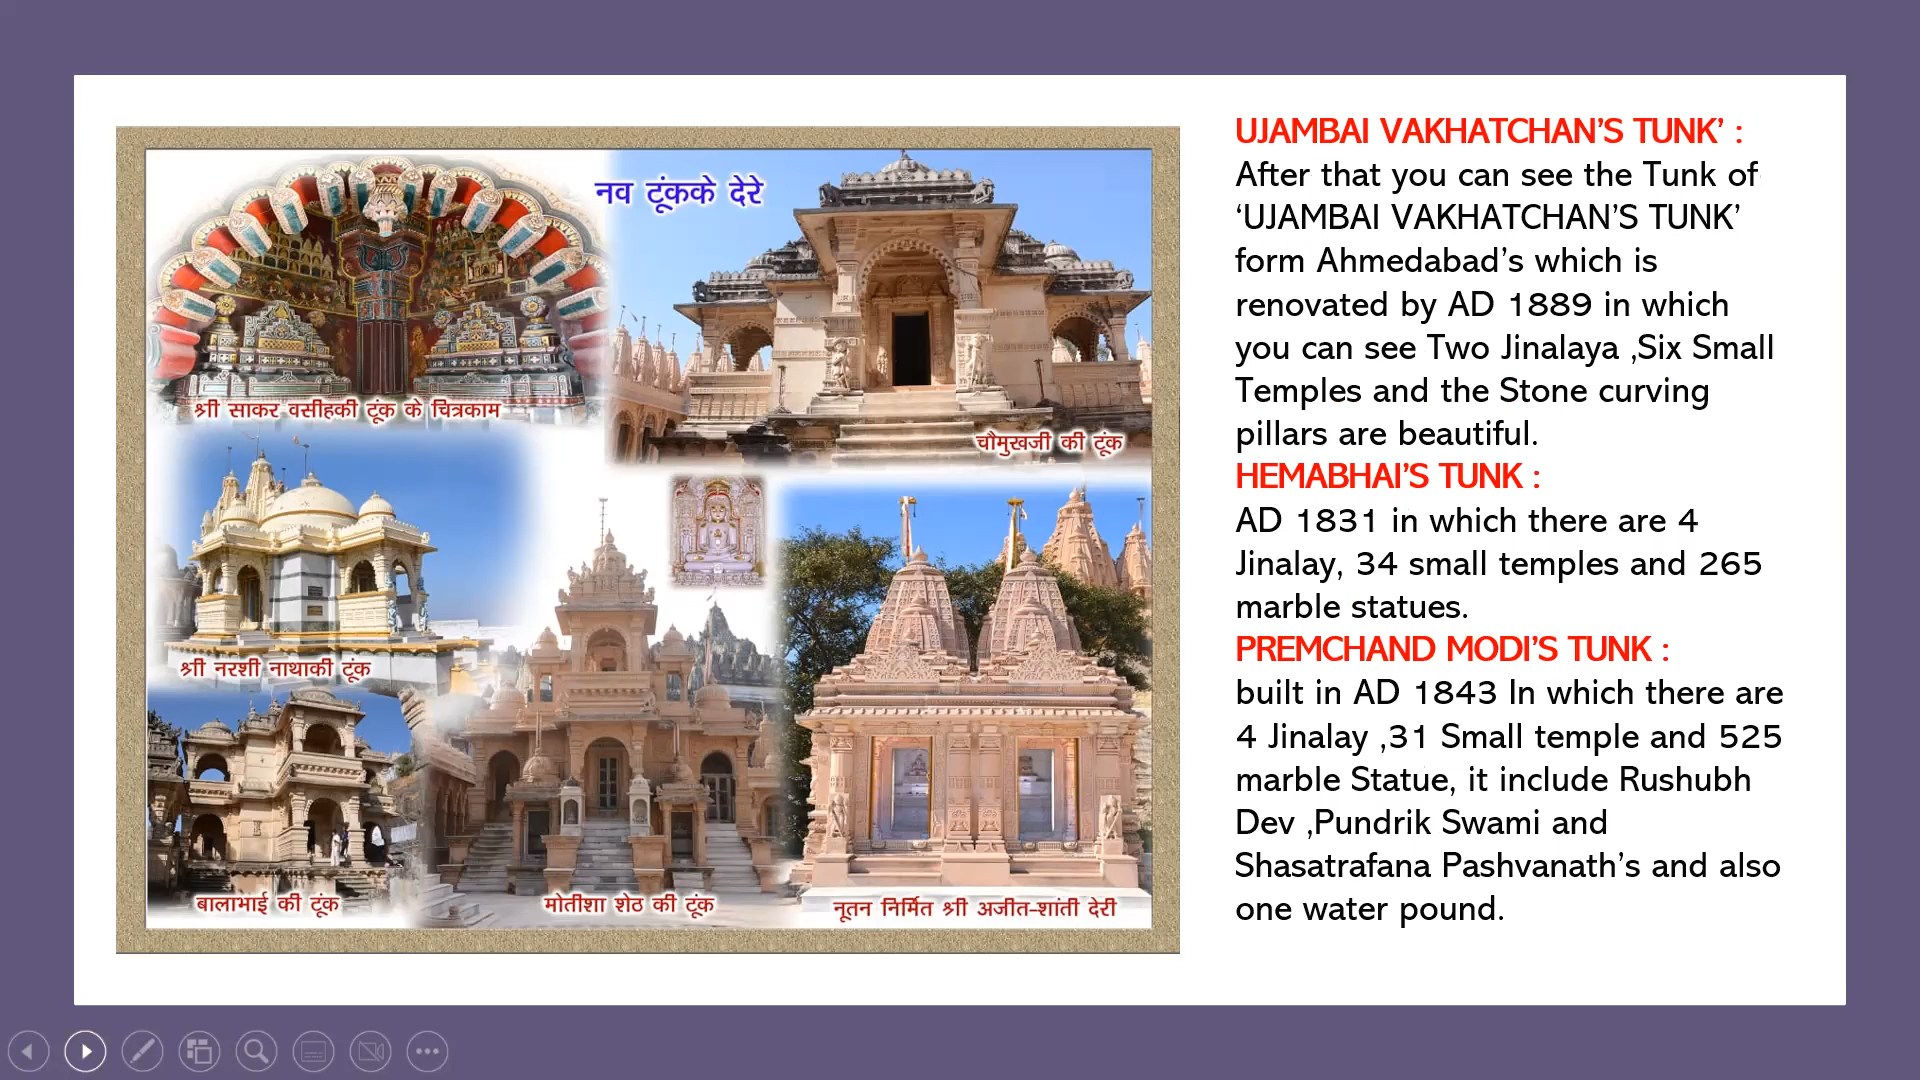 नव टूंकके देरे
श्री साकर वसीहकी टूंक के चित्रकाम
चौमुखजी की टूंक
श्री नरशी नाथाकी टूंक
बालाभाई की टूंक
मोतीशा शेठ की टूंक
नूतन निर्मित श्री अजीत-शांती देरी
UJAMBAI VAKHATCHAN’S TUNK’ :
After that you can see the Tunk of
‘UJAMBAI VAKHATCHAN’S TUNK’
form Ahmedabad’s which is
renovated by AD 1889 in which
you can see Two Jinalaya ,Six Small
Temples and the Stone curving
pillars are beautiful.
HEMABHAI’S TUNK :
AD 1831 in which there are 4
Jinalay, 34 small temples and 265
marble statues.
PREMCHAND MODI’S TUNK :
built in AD 1843 In which there are
4 Jinalay ,31 Small temple and 525
marble Statue, it include Rushubh
Dev ,Pundrik Swami and
Shasatrafana Pashvanath’s and also
one water pound.